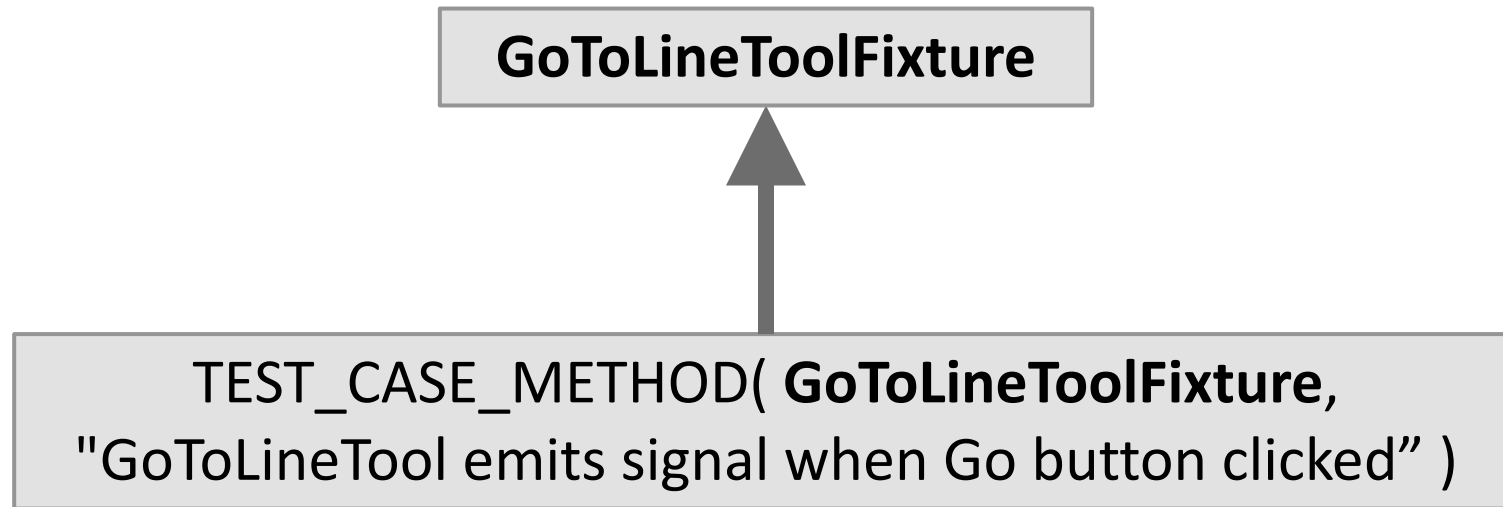 GoToLineToolFixture
TEST_CASE_METHOD( GoToLineToolFixture,
"GoToLineTool emits signal when Go button clicked” )